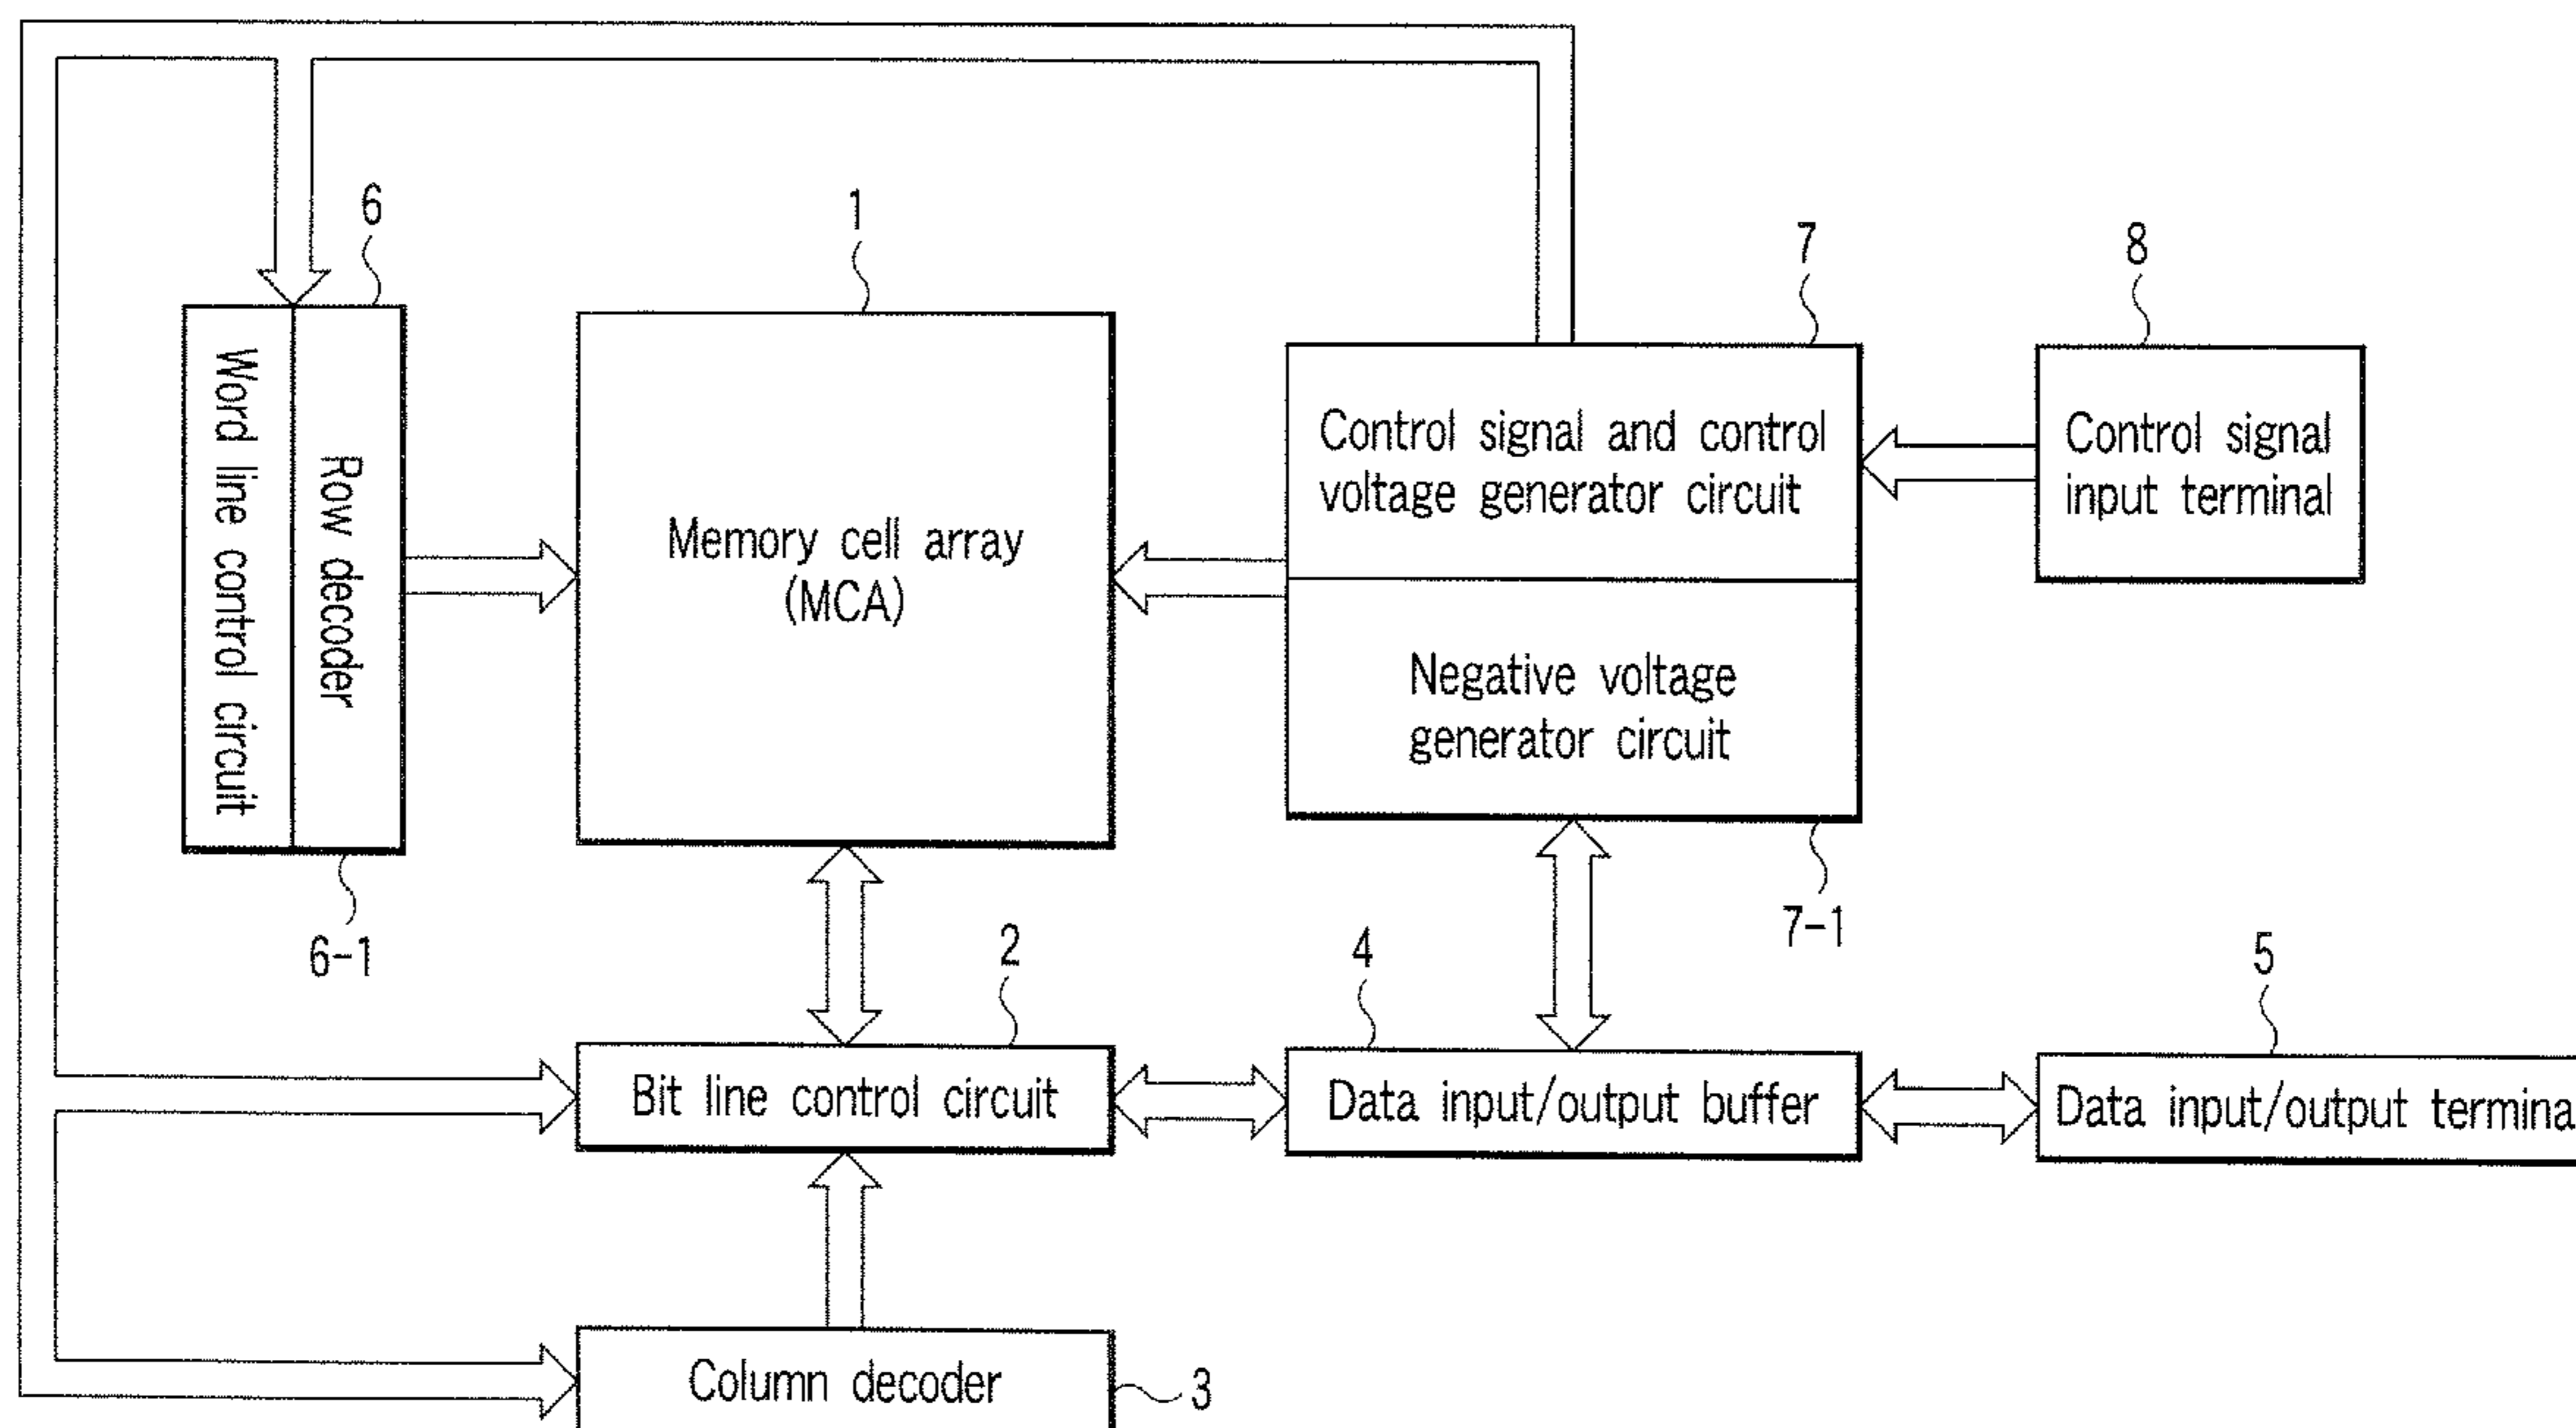 6
1
7
8
Word line control circuit
Row decoder
Memory cell array
(MCA)
Control signal and control
voltage generator circuit
Control signal
input terminal
Negative voltage
generator circuit
6-1
7-1
2
4
5
Bit line control circuit
Data input/output buffer
Data input/output termina
Column decoder
3